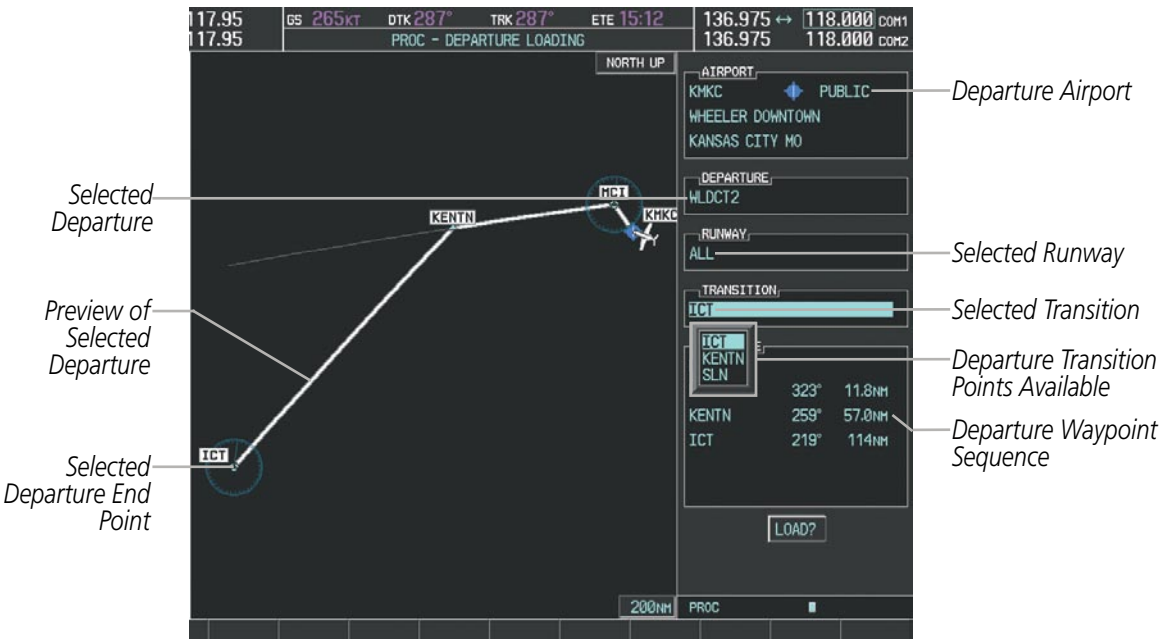 117.95
117.95
GS 265KT DTK 287° TRK 287° ETE 15:12
PROC – DEPARTURE LOADING
136.975 ↔ 118.000 COM1
136.975 118.000 COM2
NORTH UP
MCI
KENTN
KMKC
ICT
200NM
AIRPORT
KMKC PUBLIC
WHEELER DOWNTOWN
KANSAS CITY MO
DEPARTURE
WLDCT2
RUNWAY
ALL
TRANSITION
ICT
ICT
KENTN
SLN
323° 11.8NM
KENTN 259° 57.0NM
ICT 219° 114NM
LOAD?
PROC
Selected
Departure
Preview of
Selected
Departure
Selected
Departure End
Point
Departure Airport
Selected Runway
Selected Transition
Departure Transition
Points Available
Departure Waypoint
Sequence